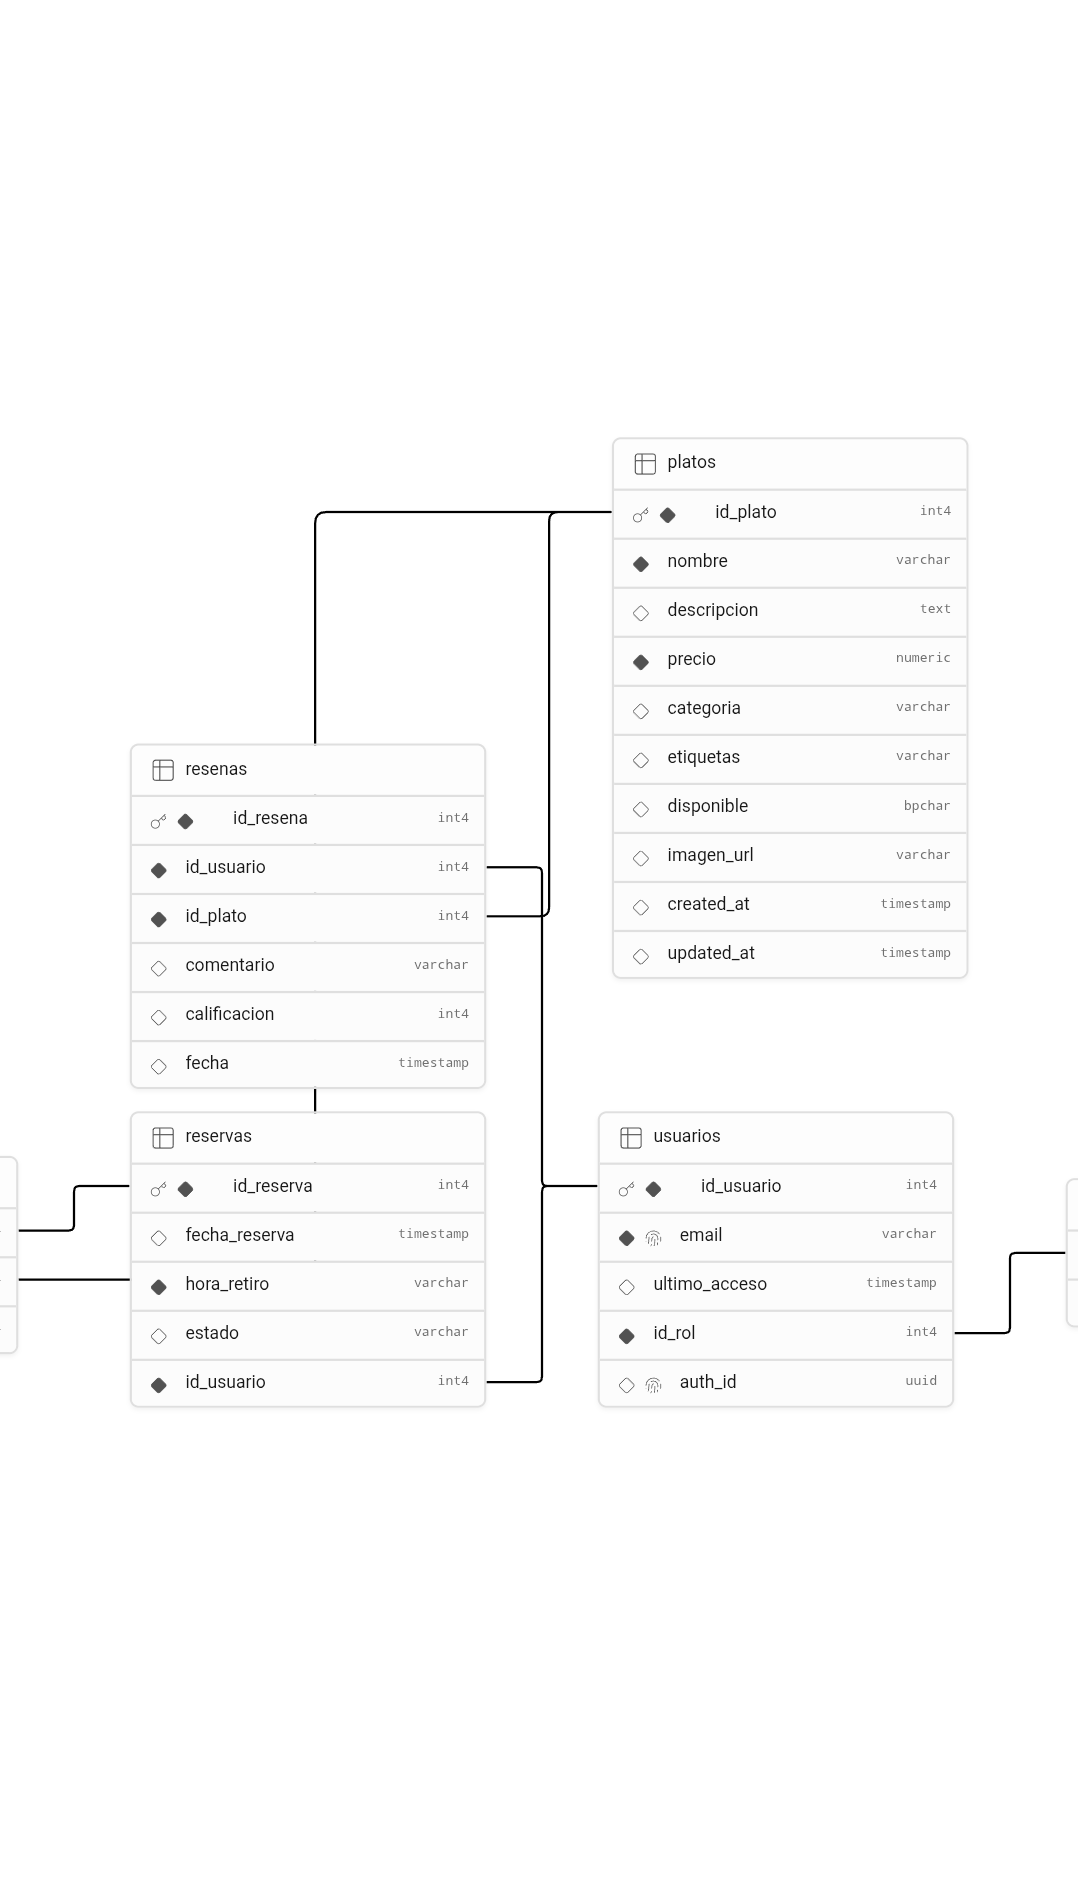 platos
id_plato int4
nombre varchar
descripcion text
precio numeric
categoria varchar
etiquetas varchar
disponible bpchar
imagen_url varchar
created_at timestamp
updated_at timestamp
resenas
id_resena int4
id_usuario int4
id_plato int4
comentario varchar
calificacion int4
fecha timestamp
reservas
id_reserva int4
fecha_reserva timestamp
hora_retiro varchar
estado varchar
id_usuario int4
usuarios
id_usuario int4
email varchar
ultimo_acceso timestamp
id_rol int4
auth_id uuid